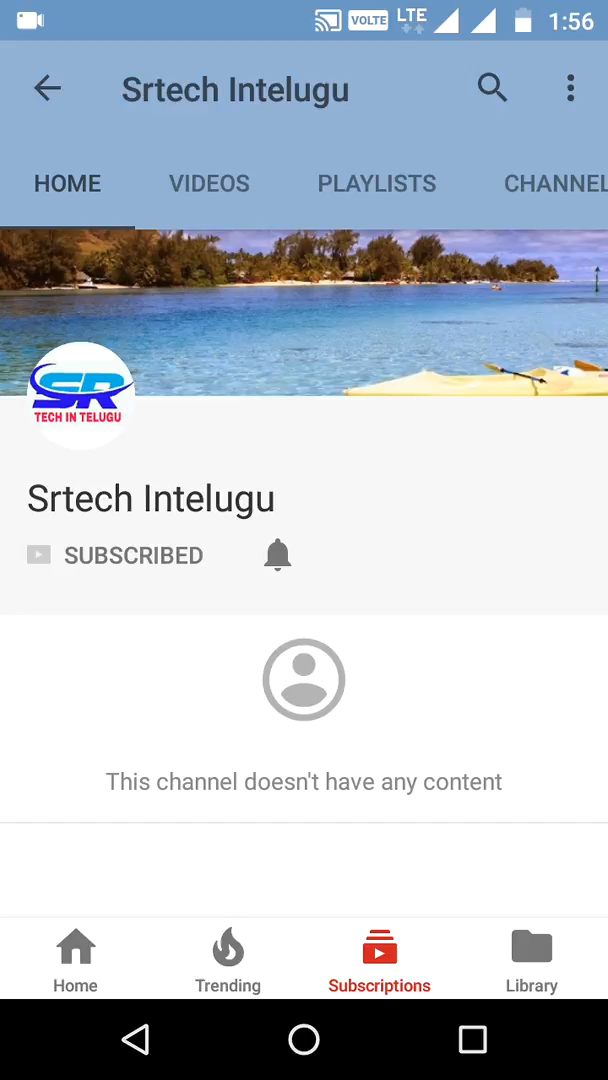 VOLTE LTE 1:56
Srtech Intelugu
HOME VIDEOS PLAYLISTS CHANNEL
SR
TECH IN TELUGU
Srtech Intelugu
SUBSCRIBED
This channel doesn't have any content
Home Trending Subscriptions Library